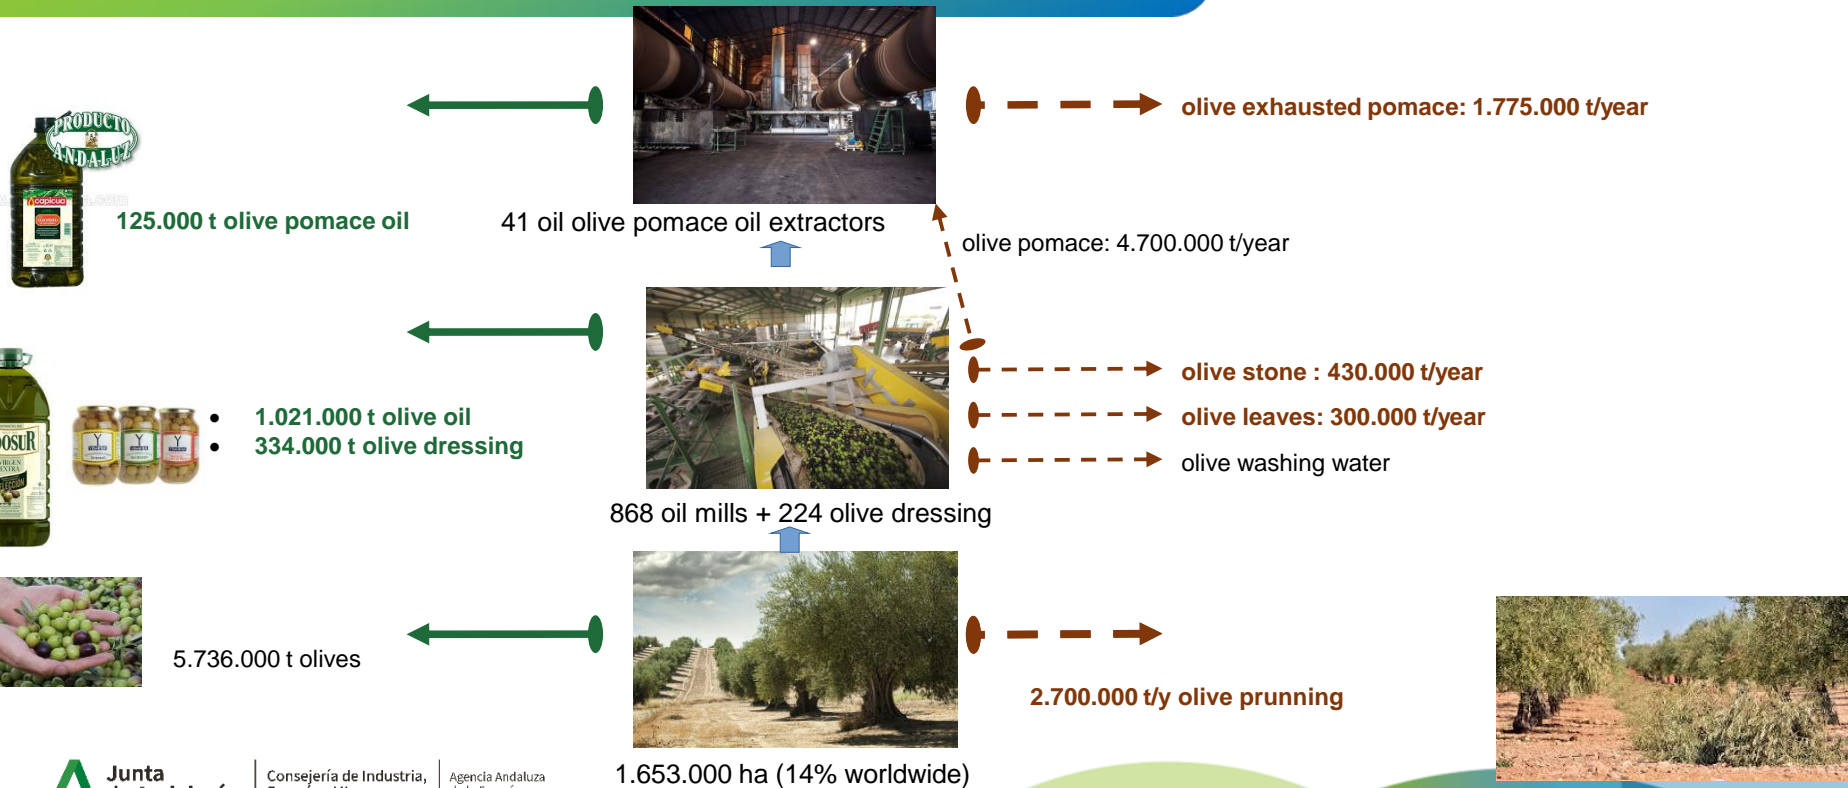 olive exhausted pomace: 1.775.000 t/year
PRODUCTO
ANDALUZ
capicua
125.000 t olive pomace oil
41 oil olive pomace oil extractors
olive pomace: 4.700.000 t/year
olive stone : 430.000 t/year
• 1.021.000 t olive oil
olive leaves: 300.000 t/year
• 334.000 t olive dressing
olive washing water
868 oil mills + 224 olive dressing
5.736.000 t olives
2.700.000 t/y olive prunning
1.653.000 ha (14% worldwide)
Junta
Consejería de Industria,
Agencia Andaluza